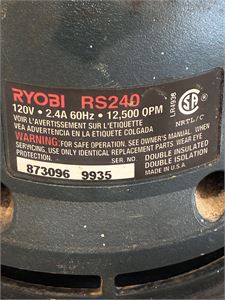 RYOBI RS240
120V • 2.4A 60Hz • 12,500 OPM
VOIR L'AVERTISSEMENT SUR L'ETIQUETTE
VEA ADVERTENCIA EN LA ETIQUETA COLGADA
WARNING: FOR SAFE OPERATION. SEE OWNER'S MANUAL. WHEN
SERVICING, USE ONLY IDENTICAL REPLACEMENT PARTS. WEAR EYE
PROTECTION.
SER. NO.
DOUBLE INSULATED
DOUBLE ISOLATION
MADE IN U.S.A.
873096 9935
LR4938
SA
NRTL/C